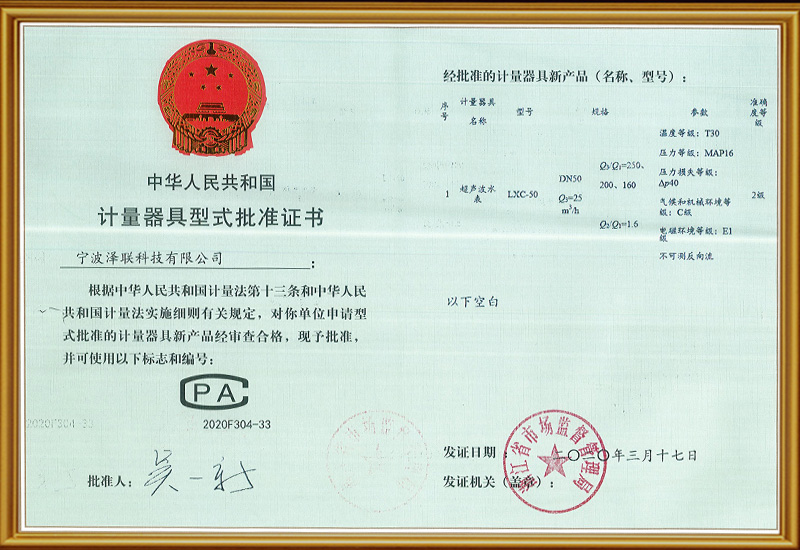 中华人民共和国
计量器具型式批准证书
宁波泽联科技有限公司：
根据中华人民共和国计量法第十三条和中华人民
共和国计量法实施细则有关规定，对你单位申请型
式批准的计量器具新产品经审查合格，现予批准，
并可使用以下标志和编号：
CPA
2020F304-33
2020F304-33
批准人：
经批准的计量器具新产品（名称、型号）：
序号 计量器具名称 型号 规格 参数 准确度等级
1 超声波水表 LXC-50 DN50 Q₃=25 m³/h Q₃/Q₁=250、200、160 Q₂/Q₁=1.6
温度等级：T30
压力等级：MAP16
压力损失等级：
Δp40
气候和机械环境等
级：C级
电磁环境等级：E1
级
不可测反向流
2级
以下空白
发证日期：二〇二〇年三月十七日
发证机关（盖章）：
浙江省市场监督管理局